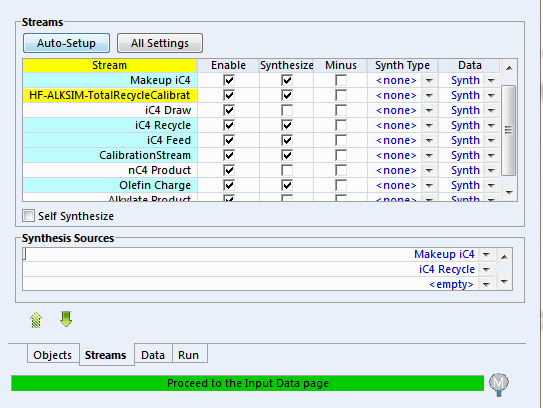 Streams
Auto-Setup All Settings
Stream Enable Synthesize Minus Synth Type Data
Makeup iC4 <none> Synth
HF-ALKSIM-TotalRecycleCalibrat <none> Synth
iC4 Draw <none> Synth
iC4 Recycle <none> Synth
iC4 Feed <none> Synth
CalibrationStream <none> Synth
nC4 Product <none> Synth
Olefin Charge <none> Synth
Alkylate Product <none> Synth
Self Synthesize
Synthesis Sources
Makeup iC4
iC4 Recycle
<empty>
Objects Streams Data Run
Proceed to the Input Data page M